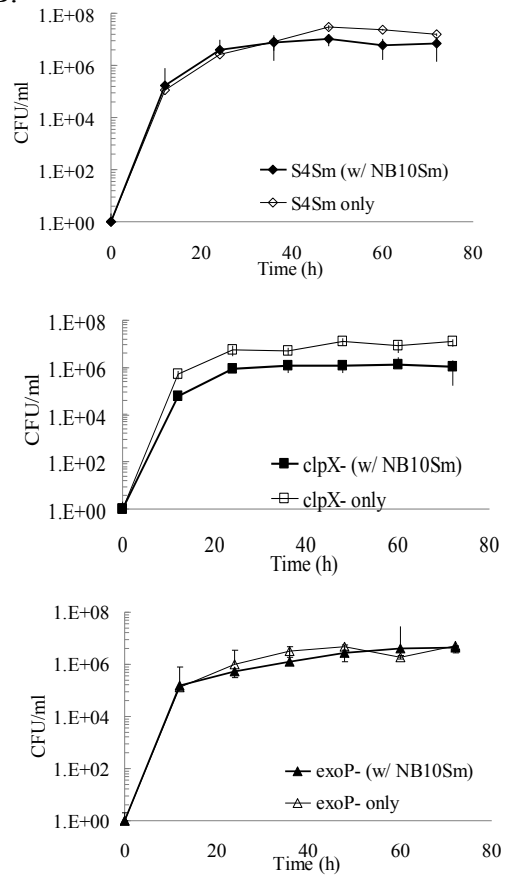 1.E+08
1.E+06
1.E+04
1.E+02
1.E+00
CFU/ml
S4Sm (w/ NB10Sm)
S4Sm only
0 20 40 60 80
Time (h)
1.E+08
1.E+06
1.E+04
1.E+02
1.E+00
CFU/ml
clpX- (w/ NB10Sm)
clpX- only
0 20 40 60 80
Time (h)
1.E+08
1.E+06
1.E+04
1.E+02
1.E+00
CFU/ml
exoP- (w/ NB10Sm)
exoP- only
0 20 40 60 80
Time (h)